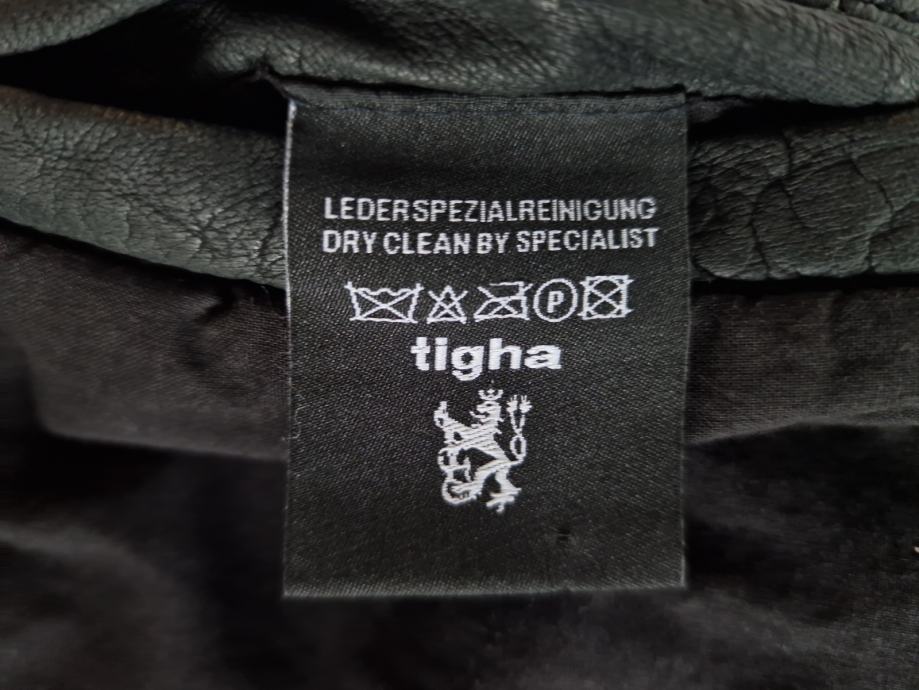 LEDERSPEZIALREINIGUNG
DRY CLEAN BY SPECIALIST
P
tigha